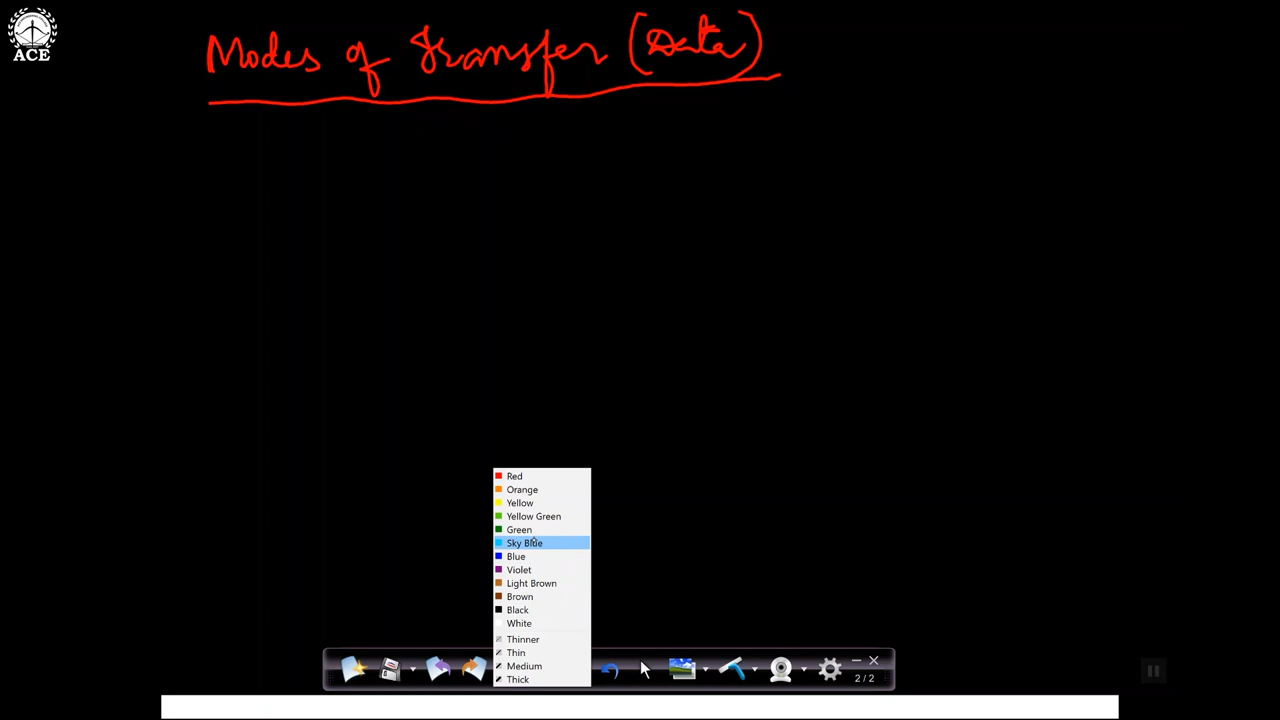 ACE
Modes of Transfer (Data)
Red
Orange
Yellow
Yellow Green
Green
Sky Blue
Blue
Violet
Light Brown
Brown
Black
White
Thinner
Thin
Medium
Thick
2 / 2